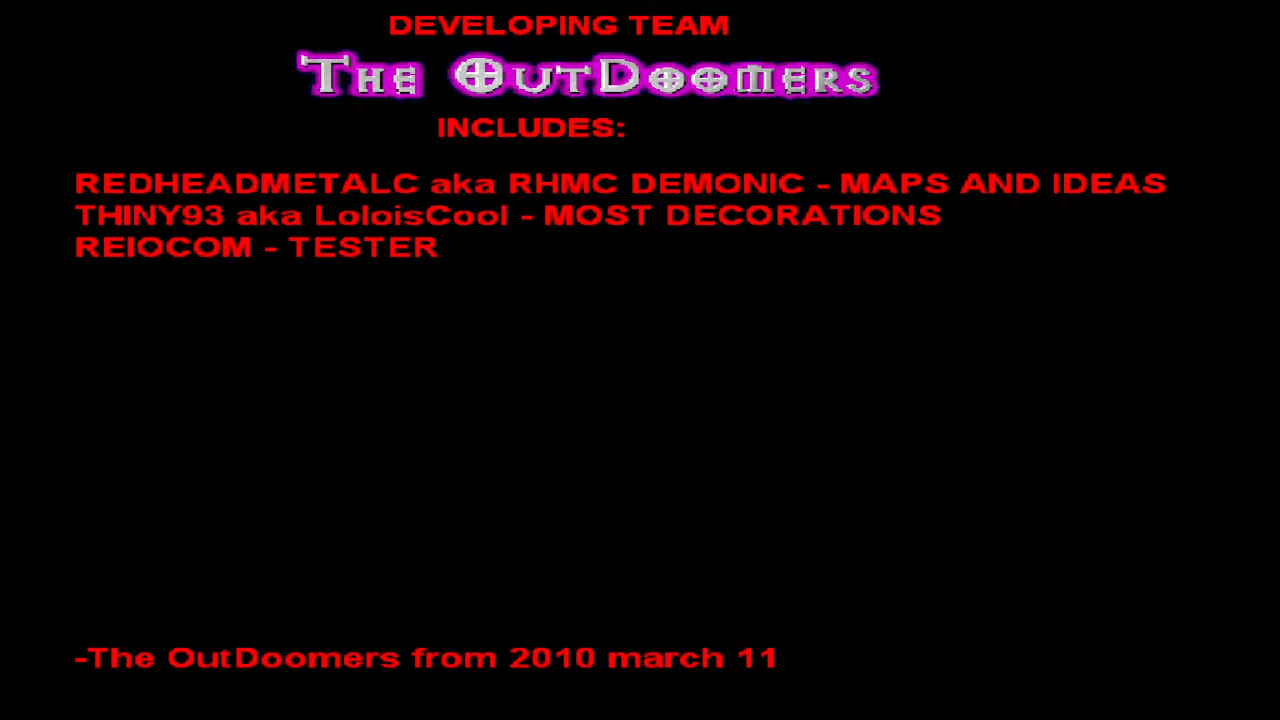 DEVELOPING TEAM
The OutDoomers
INCLUDES:
REDHEADMETALC aka RHMC DEMONIC - MAPS AND IDEAS
THINY93 aka LoloisCool - MOST DECORATIONS
REIOCOM - TESTER
-The OutDoomers from 2010 march 11